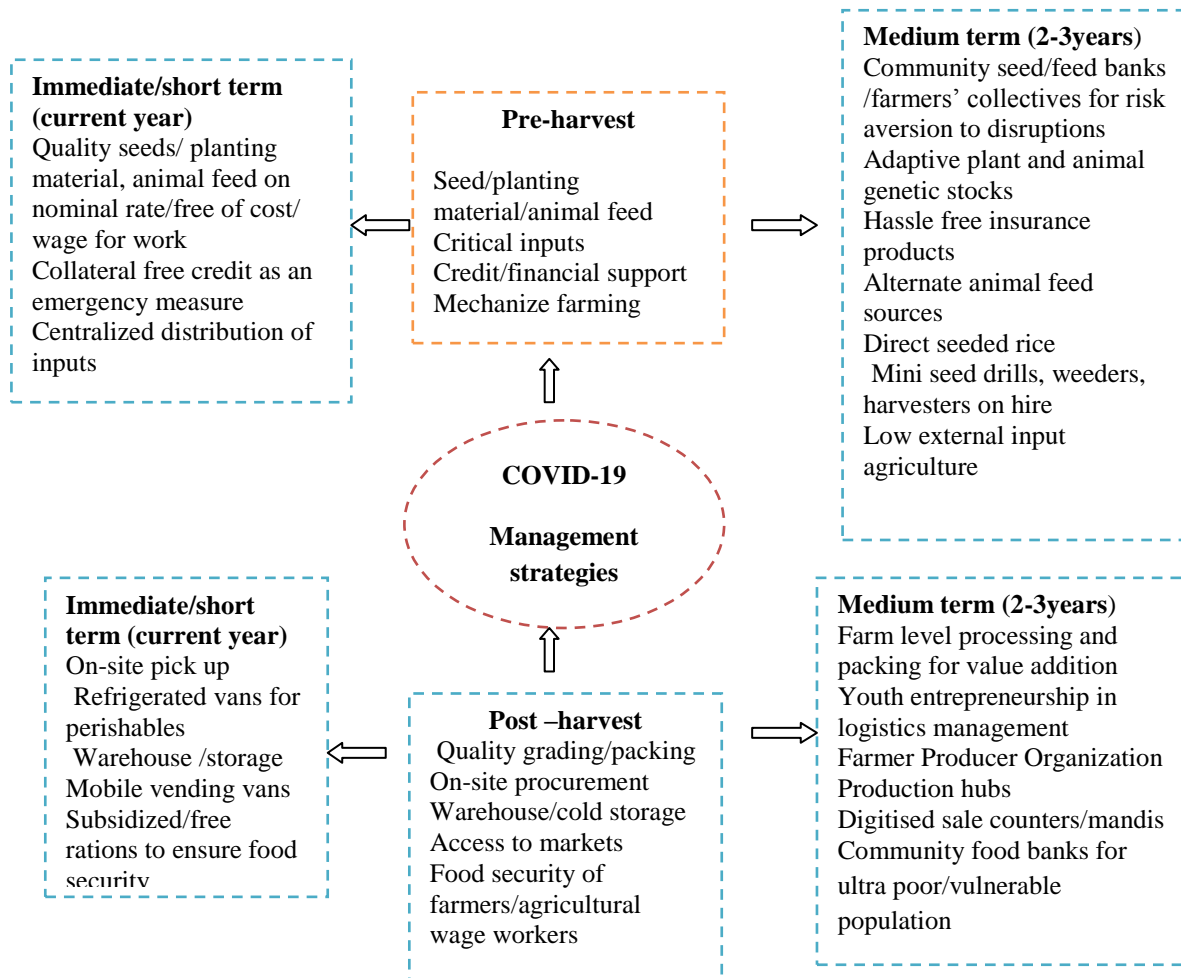 Immediate/short term
(current year)
Quality seeds/ planting
material, animal feed on
nominal rate/free of cost/
wage for work
Collateral free credit as an
emergency measure
Centralized distribution of
inputs
Pre-harvest
Seed/planting
material/animal feed
Critical inputs
Credit/financial support
Mechanize farming
Medium term (2-3years)
Community seed/feed banks
/farmers’ collectives for risk
aversion to disruptions
Adaptive plant and animal
genetic stocks
Hassle free insurance
products
Alternate animal feed
sources
Direct seeded rice
Mini seed drills, weeders,
harvesters on hire
Low external input
agriculture
COVID-19
Management
strategies
Immediate/short
term (current year)
On-site pick up
Refrigerated vans for
perishables
Warehouse /storage
Mobile vending vans
Subsidized/free
rations to ensure food
security
Post –harvest
Quality grading/packing
On-site procurement
Warehouse/cold storage
Access to markets
Food security of
farmers/agricultural
wage workers
Medium term (2-3years)
Farm level processing and
packing for value addition
Youth entrepreneurship in
logistics management
Farmer Producer Organization
Production hubs
Digitised sale counters/mandis
Community food banks for
ultra poor/vulnerable
population